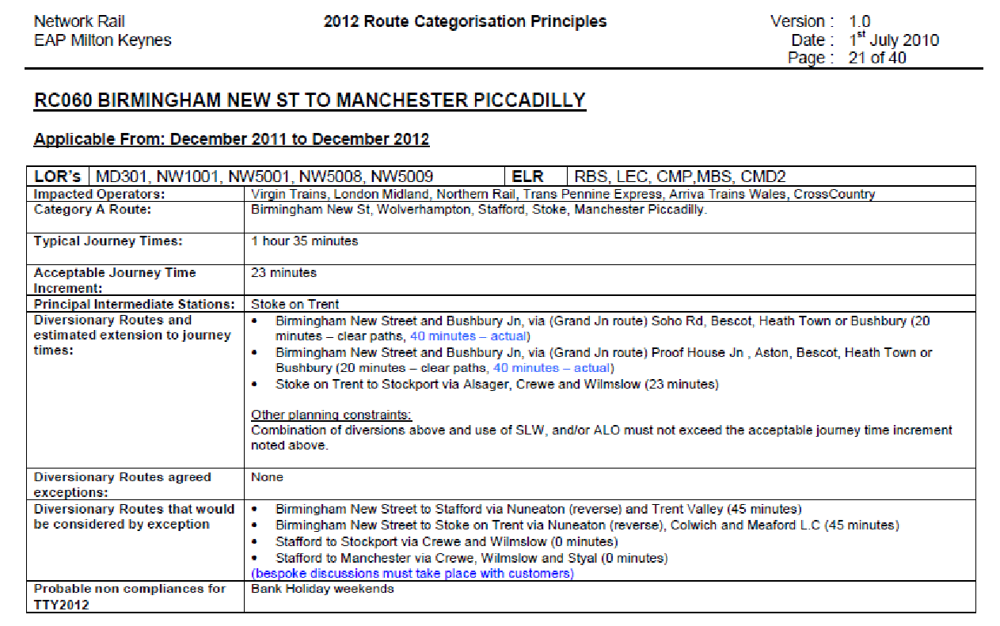 Network Rail 2012 Route Categorisation Principles Version : 1.0
EAP Milton Keynes Date : 1st July 2010
Page : 21 of 40
RC060 BIRMINGHAM NEW ST TO MANCHESTER PICCADILLY
Applicable From: December 2011 to December 2012
LOR's MD301, NW1001, NW5001, NW5008, NW5009 ELR RBS, LEC, CMP,MBS, CMD2
Impacted Operators: Virgin Trains, London Midland, Northern Rail, Trans Pennine Express, Arriva Trains Wales, CrossCountry
Category A Route: Birmingham New St, Wolverhampton, Stafford, Stoke, Manchester Piccadilly.
Typical Journey Times: 1 hour 35 minutes
Acceptable Journey Time 23 minutes
Increment:
Principal Intermediate Stations: Stoke on Trent
Diversionary Routes and
estimated extension to journey
times:
• Birmingham New Street and Bushbury Jn, via (Grand Jn route) Soho Rd, Bescot, Heath Town or Bushbury (20
minutes – clear paths, 40 minutes – actual)
• Birmingham New Street and Bushbury Jn, via (Grand Jn route) Proof House Jn , Aston, Bescot, Heath Town or
Bushbury (20 minutes – clear paths, 40 minutes – actual)
• Stoke on Trent to Stockport via Alsager, Crewe and Wilmslow (23 minutes)
Other planning constraints:
Combination of diversions above and use of SLW, and/or ALO must not exceed the acceptable journey time increment
noted above.
Diversionary Routes agreed None
exceptions:
Diversionary Routes that would
be considered by exception
• Birmingham New Street to Stafford via Nuneaton (reverse) and Trent Valley (45 minutes)
• Birmingham New Street to Stoke on Trent via Nuneaton (reverse), Colwich and Meaford L.C (45 minutes)
• Stafford to Stockport via Crewe and Wilmslow (0 minutes)
• Stafford to Manchester via Crewe, Wilmslow and Styal (0 minutes)
(bespoke discussions must take place with customers)
Probable non compliances for Bank Holiday weekends
TTY2012